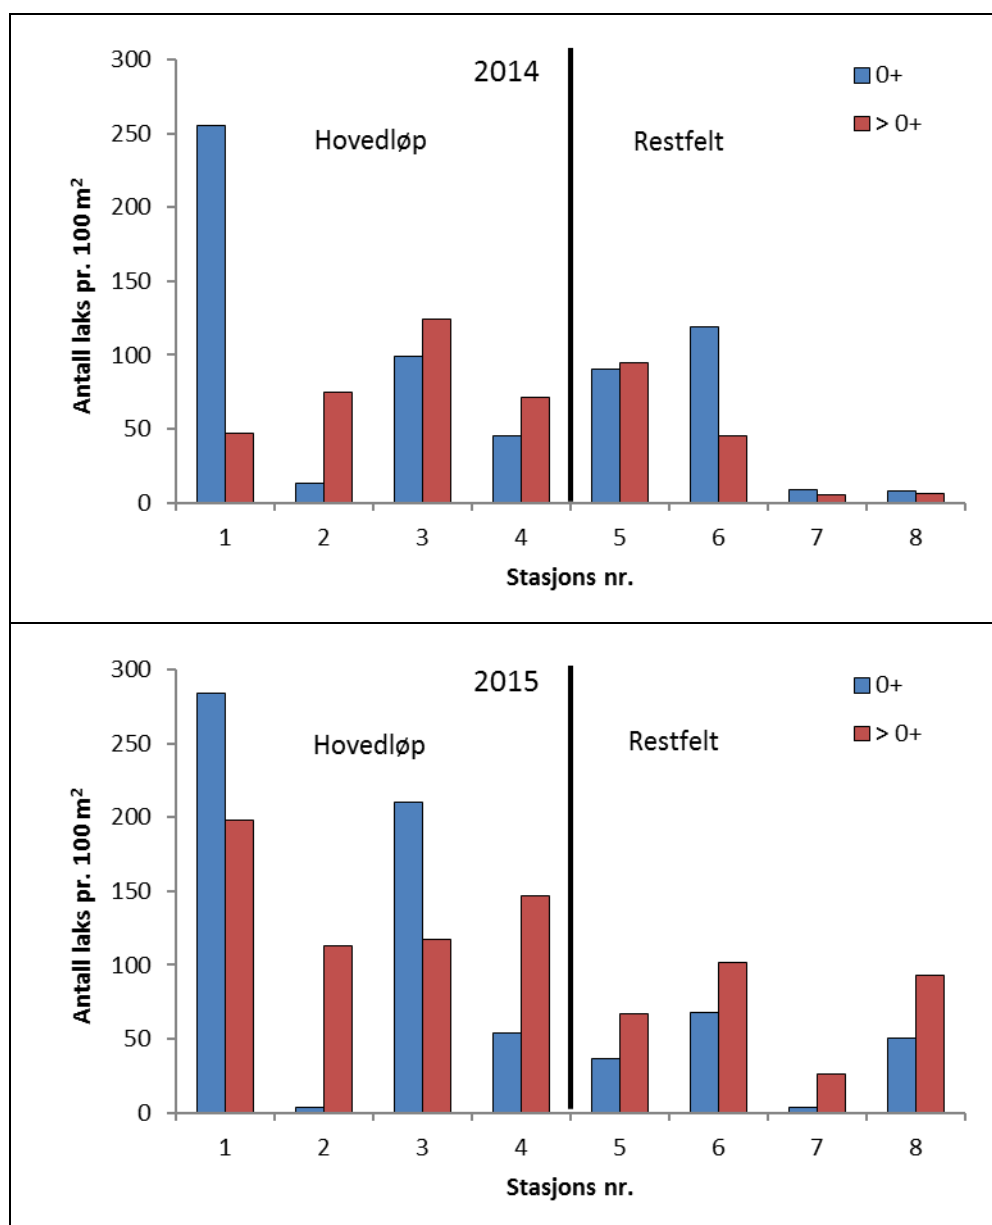 2014
0+
> 0+
Hovedløp
Restfelt
Antall laks pr. 100 m²
300
250
200
150
100
50
0
1 2 3 4 5 6 7 8
Stasjons nr.
2015
0+
> 0+
Hovedløp
Restfelt
Antall laks pr. 100 m²
300
250
200
150
100
50
0
1 2 3 4 5 6 7 8
Stasjons nr.